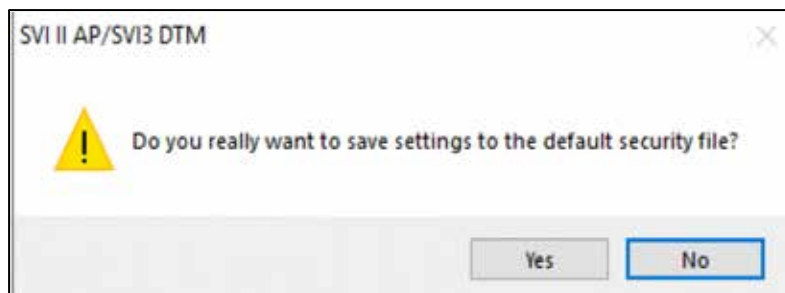 SVI II AP/SVI3 DTM
Do you really want to save settings to the default security file?
Yes
No